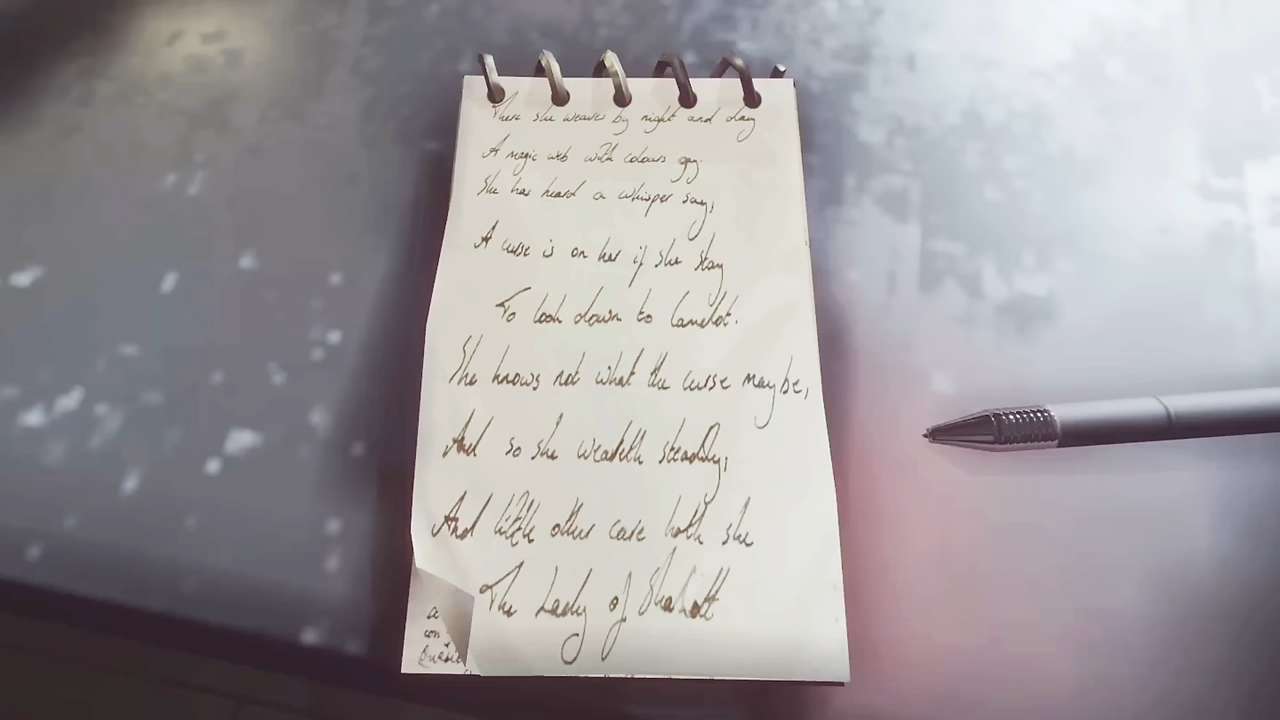 There she weaves by night and day
A magic web with colours gay.
She has heard a whisper say,
A curse is on her if she stay
To look down to Camelot.
She knows not what the curse may be,
And so she weaveth steadily,
And little other care hath she
The Lady of Shalott
a
con